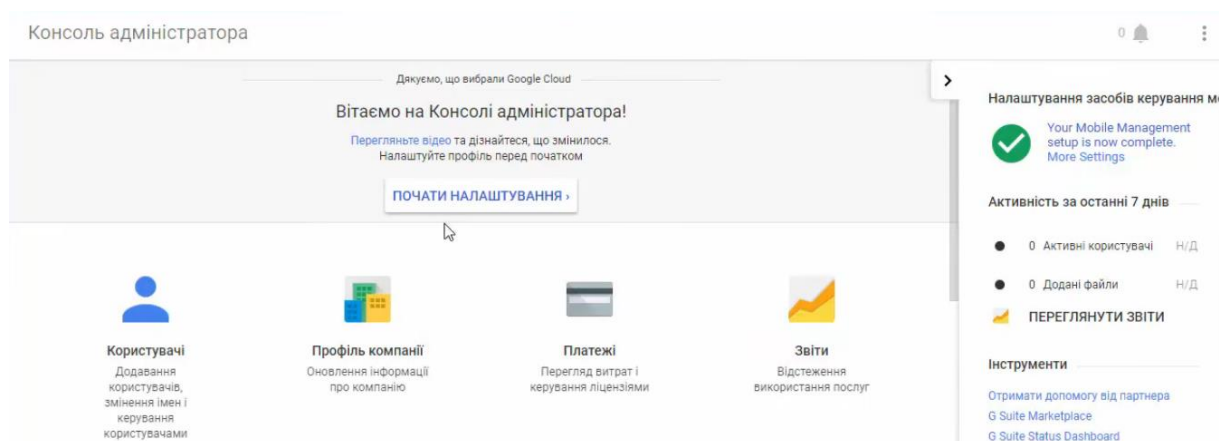 Консоль адміністратора
0
Дякуємо, що вибрали Google Cloud
Вітаємо на Консолі адміністратора!
Перегляньте відео та дізнайтеся, що змінилося.
Налаштуйте профіль перед початком
ПОЧАТИ НАЛАШТУВАННЯ ›
Користувачі
Додавання
користувачів,
змінення імен і
керування
користувачами
Профіль компанії
Оновлення інформації
про компанію
Платежі
Перегляд витрат і
керування ліцензіями
Звіти
Відстеження
використання послуг
Налаштування засобів керування
Your Mobile Management
setup is now complete.
More Settings
Активність за останні 7 днів
0 Активні користувачі Н/Д
0 Додані файли Н/Д
ПЕРЕГЛЯНУТИ ЗВІТИ
Інструменти
Отримати допомогу від партнера
G Suite Marketplace
G Suite Status Dashboard